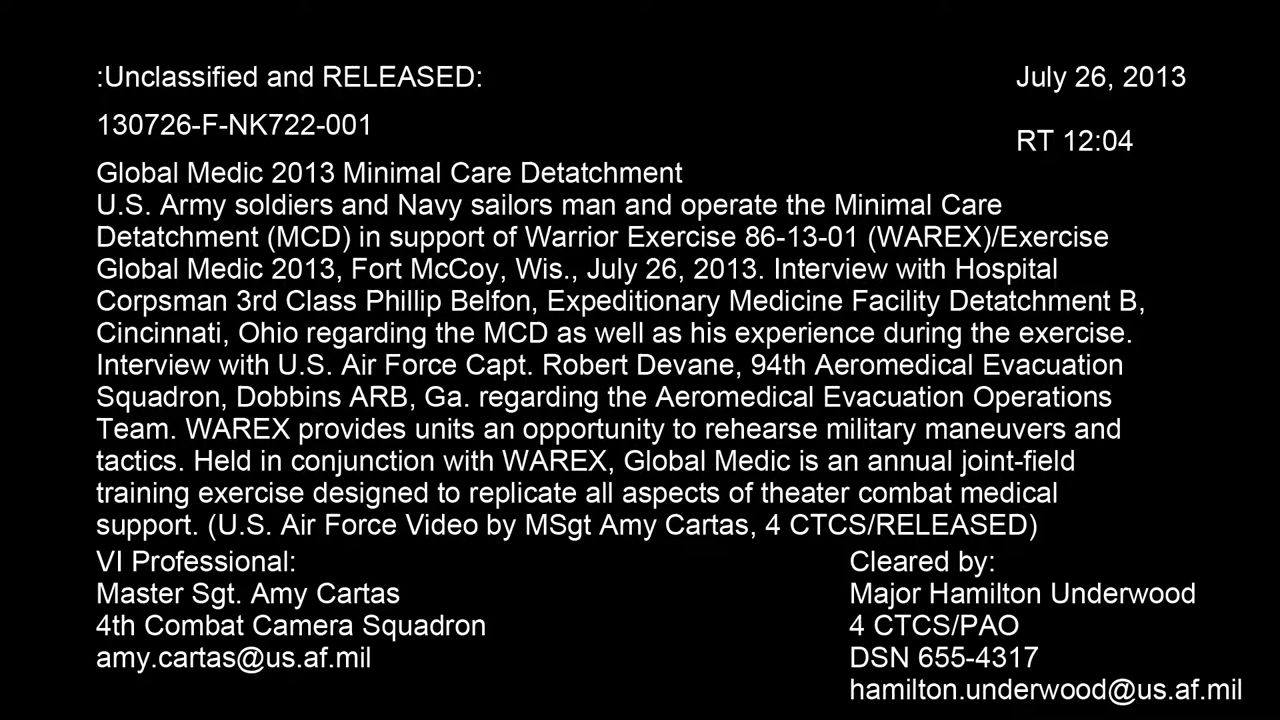 :Unclassified and RELEASED:
July 26, 2013
130726-F-NK722-001
RT 12:04
Global Medic 2013 Minimal Care Detatchment
U.S. Army soldiers and Navy sailors man and operate the Minimal Care
Detatchment (MCD) in support of Warrior Exercise 86-13-01 (WAREX)/Exercise
Global Medic 2013, Fort McCoy, Wis., July 26, 2013. Interview with Hospital
Corpsman 3rd Class Phillip Belfon, Expeditionary Medicine Facility Detatchment B,
Cincinnati, Ohio regarding the MCD as well as his experience during the exercise.
Interview with U.S. Air Force Capt. Robert Devane, 94th Aeromedical Evacuation
Squadron, Dobbins ARB, Ga. regarding the Aeromedical Evacuation Operations
Team. WAREX provides units an opportunity to rehearse military maneuvers and
tactics. Held in conjunction with WAREX, Global Medic is an annual joint-field
training exercise designed to replicate all aspects of theater combat medical
support. (U.S. Air Force Video by MSgt Amy Cartas, 4 CTCS/RELEASED)
VI Professional:
Master Sgt. Amy Cartas
4th Combat Camera Squadron
amy.cartas@us.af.mil
Cleared by:
Major Hamilton Underwood
4 CTCS/PAO
DSN 655-4317
hamilton.underwood@us.af.mil